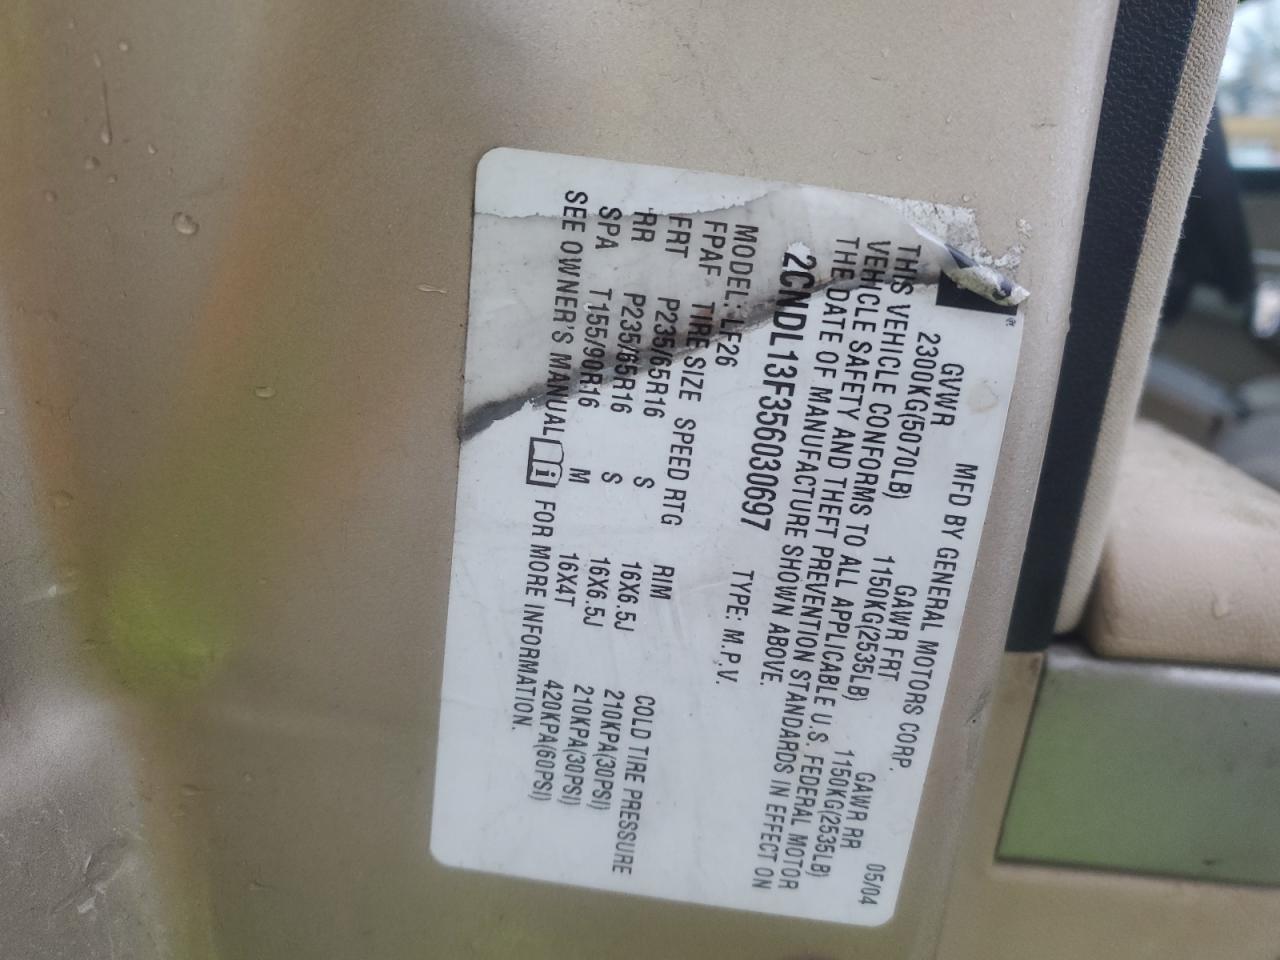 MFD BY GENERAL MOTORS CORP. 05/04
GVWR GAWR FRT GAWR RR
2300KG(5070LB) 1150KG(2535LB) 1150KG(2535LB)
THIS VEHICLE CONFORMS TO ALL APPLICABLE U.S. FEDERAL MOTOR
VEHICLE SAFETY AND THEFT PREVENTION STANDARDS IN EFFECT ON
THE DATE OF MANUFACTURE SHOWN ABOVE.
2CNDL13F356030697 TYPE: M.P.V.
MODEL: LF26
FPAF TIRE SIZE SPEED RTG RIM COLD TIRE PRESSURE
FRT P235/65R16 S 16X6.5J 210KPA(30PSI)
RR P235/65R16 S 16X6.5J 210KPA(30PSI)
SPA T155/90R16 M 16X4T 420KPA(60PSI)
SEE OWNER'S MANUAL i FOR MORE INFORMATION.